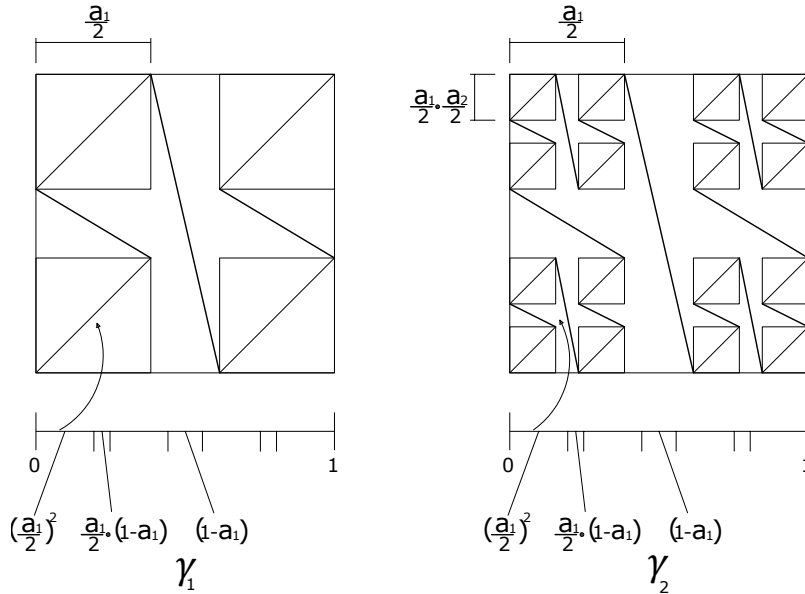 a₁/2
0 1
(a₁/2)² a₁/2·(1-a₁) (1-a₁)
γ₁
a₁/2
a₁/2·a₂/2
0 1
(a₁/2)² a₁/2·(1-a₁) (1-a₁)
γ₂